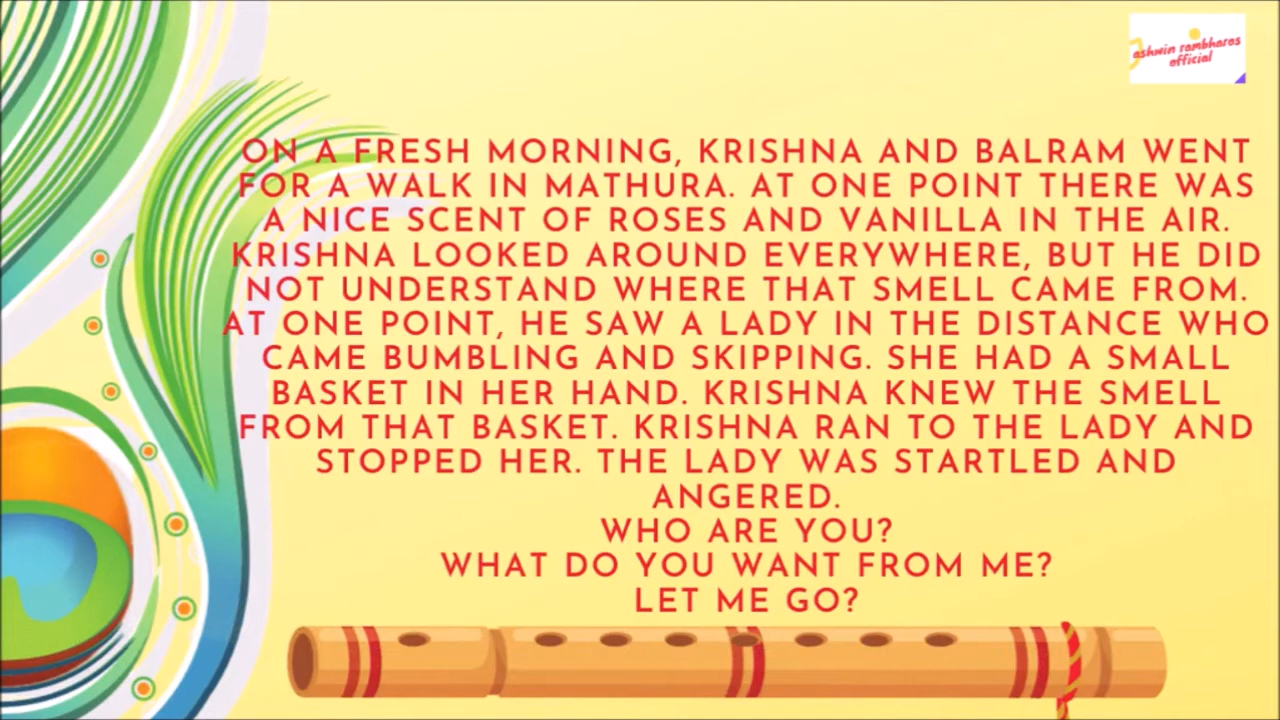 ashwin rambharos
official
ON A FRESH MORNING, KRISHNA AND BALRAM WENT
FOR A WALK IN MATHURA. AT ONE POINT THERE WAS
A NICE SCENT OF ROSES AND VANILLA IN THE AIR.
KRISHNA LOOKED AROUND EVERYWHERE, BUT HE DID
NOT UNDERSTAND WHERE THAT SMELL CAME FROM.
AT ONE POINT, HE SAW A LADY IN THE DISTANCE WHO
CAME BUMBLING AND SKIPPING. SHE HAD A SMALL
BASKET IN HER HAND. KRISHNA KNEW THE SMELL
FROM THAT BASKET. KRISHNA RAN TO THE LADY AND
STOPPED HER. THE LADY WAS STARTLED AND
ANGERED.
WHO ARE YOU?
WHAT DO YOU WANT FROM ME?
LET ME GO?